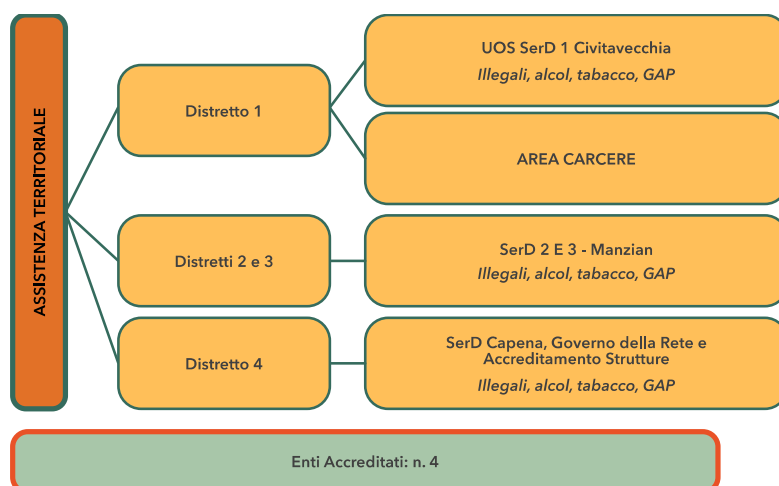 ASSISTENZA TERRITORIALE
Distretto 1
UOS SerD 1 Civitavecchia
Illegali, alcol, tabacco, GAP
AREA CARCERE
Distretti 2 e 3
SerD 2 E 3 - Manzian
Illegali, alcol, tabacco, GAP
Distretto 4
SerD Capena, Governo della Rete e
Accreditamento Strutture
Illegali, alcol, tabacco, GAP
Enti Accreditati: n. 4